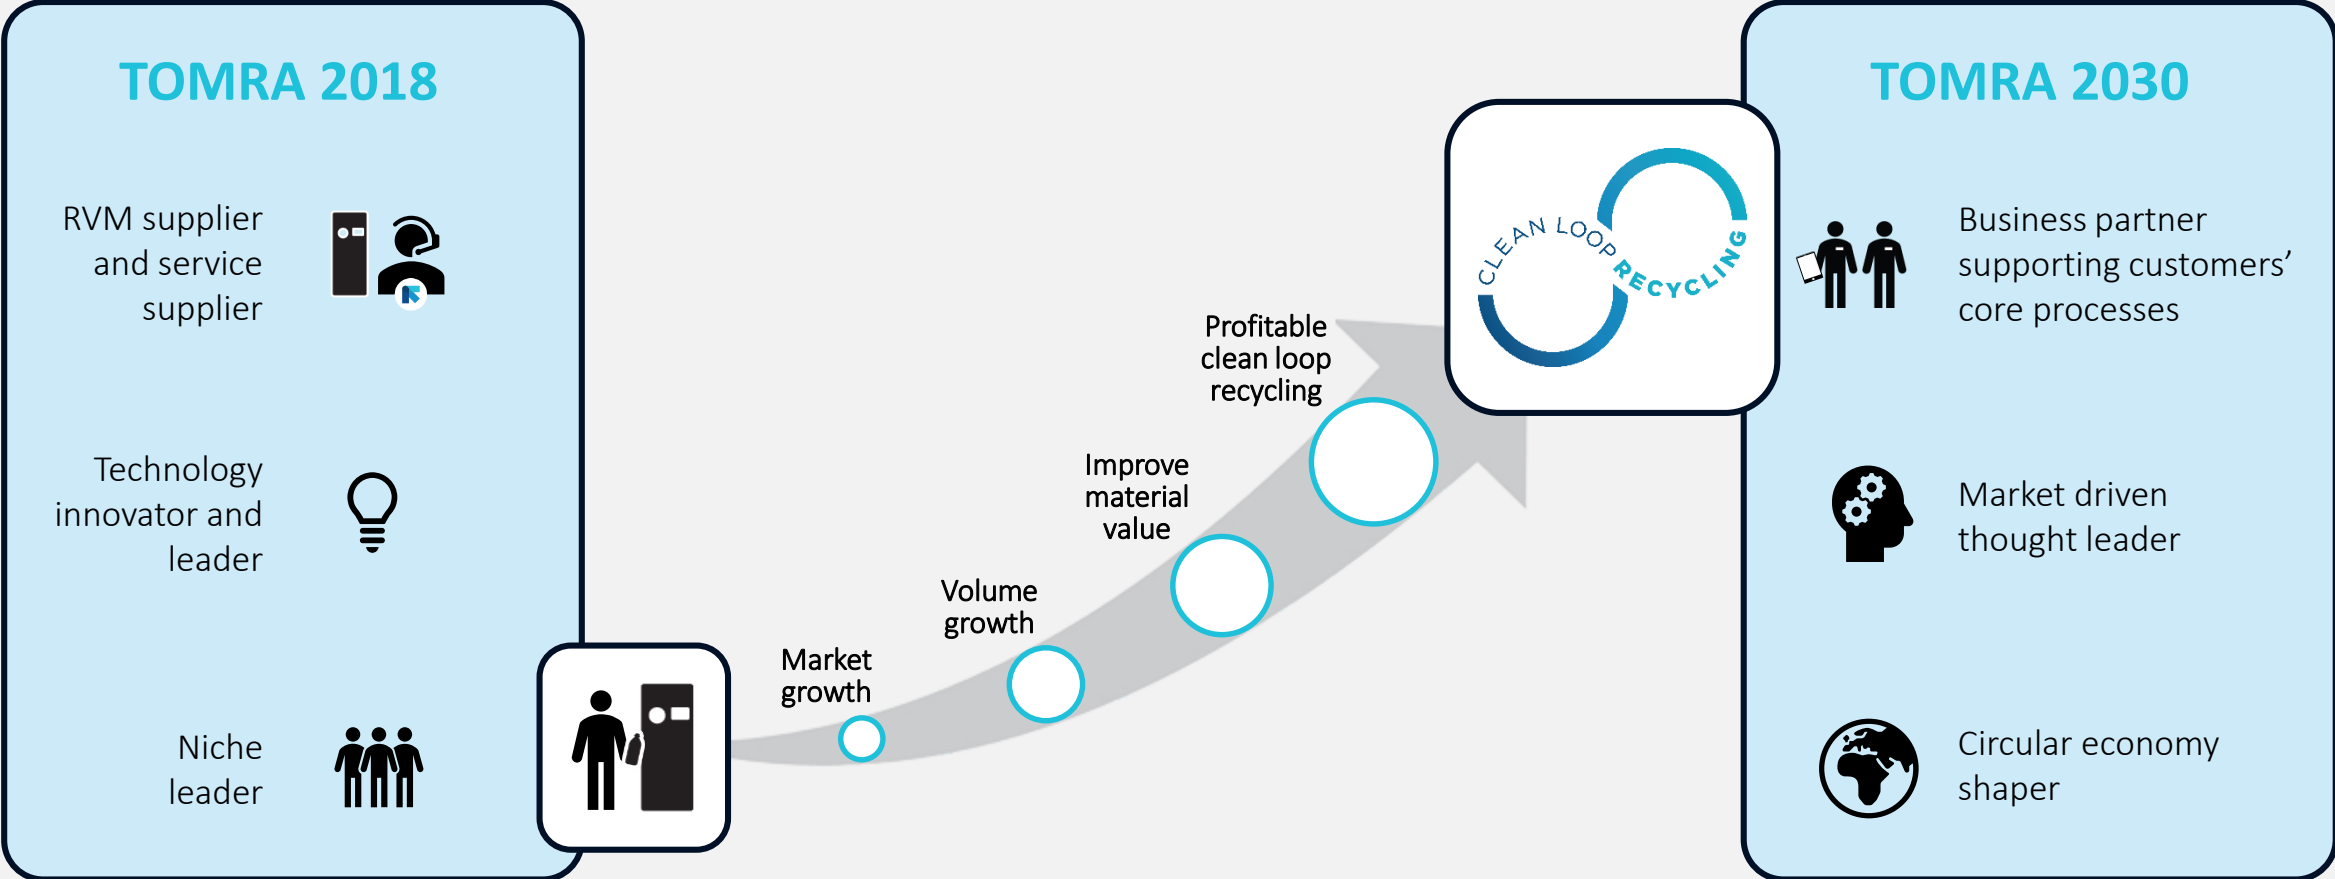 TOMRA 2018
RVM supplier
and service
supplier
Technology
innovator and
leader
Niche
leader
Market
growth
Volume
growth
Improve
material
value
Profitable
clean loop
recycling
CLEAN LOOP
RECYCLING
TOMRA 2030
Business partner
supporting customers’
core processes
Market driven
thought leader
Circular economy
shaper